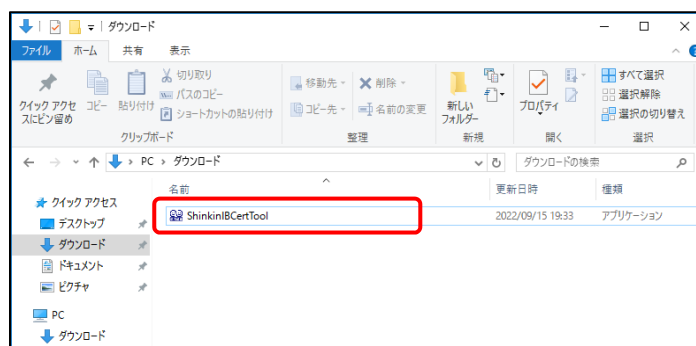 ダウンロード
ファイル ホーム 共有 表示
クイック アクセスにピン留め
コピー
貼り付け
切り取り
パスのコピー
ショートカットの貼り付け
クリップボード
移動先
コピー先
削除
名前の変更
整理
新しいフォルダー
新規
プロパティ
開く
すべて選択
選択解除
選択の切り替え
選択
PC › ダウンロード
ダウンロードの検索
名前 更新日時 種類
ShinkinIBCertTool 2022/09/15 19:33 アプリケーション
クイック アクセス
デスクトップ
ダウンロード
ドキュメント
ピクチャ
PC
ダウンロード